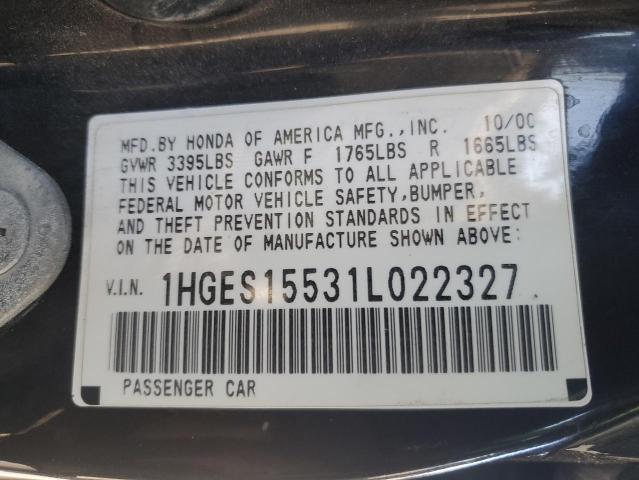 MFD.BY HONDA OF AMERICA MFG.,INC. 10/00
GVWR 3395LBS GAWR F 1765LBS R 1665LBS
THIS VEHICLE CONFORMS TO ALL APPLICABLE
FEDERAL MOTOR VEHICLE SAFETY,BUMPER,
AND THEFT PREVENTION STANDARDS IN EFFECT
ON THE DATE OF MANUFACTURE SHOWN ABOVE:
V.I.N. 1HGES15531L022327
PASSENGER CAR